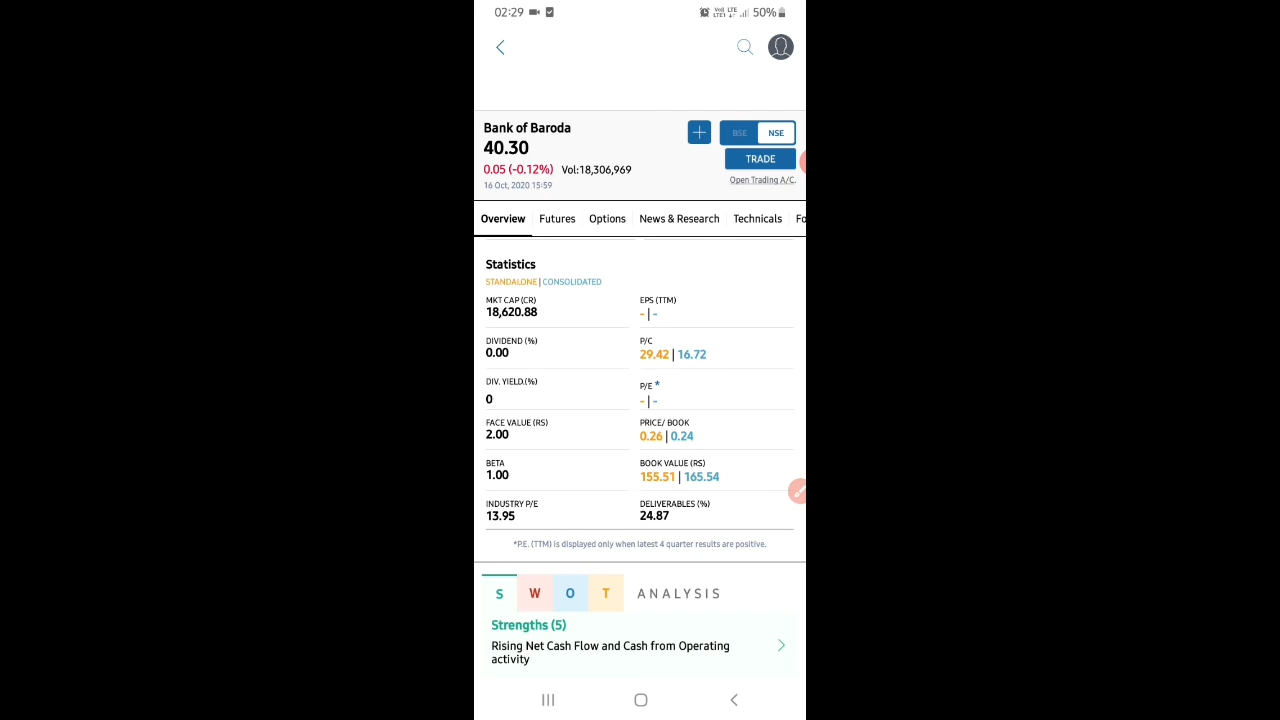 02:29
50%
Bank of Baroda
BSE NSE
40.30
TRADE
0.05 (-0.12%) Vol:18,306,969
16 Oct, 2020 15:59
Open Trading A/C.
Overview Futures Options News & Research Technicals Fo
Statistics
STANDALONE | CONSOLIDATED
MKT CAP (CR)
18,620.88
EPS (TTM)
- | -
DIVIDEND (%)
0.00
P/C
29.42 | 16.72
DIV. YIELD.(%)
0
P/E *
- | -
FACE VALUE (RS)
2.00
PRICE/ BOOK
0.26 | 0.24
BETA
1.00
BOOK VALUE (RS)
155.51 | 165.54
INDUSTRY P/E
13.95
DELIVERABLES (%)
24.87
*P.E. (TTM) is displayed only when latest 4 quarter results are positive.
S W O T ANALYSIS
Strengths (5)
Rising Net Cash Flow and Cash from Operating
activity